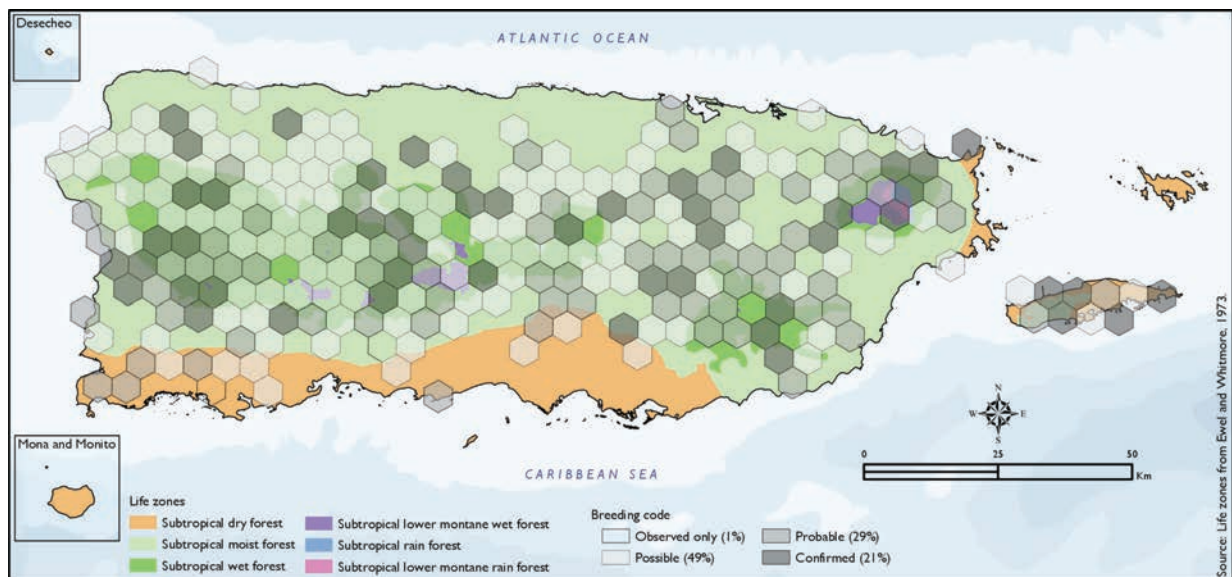 Desecheo
ATLANTIC OCEAN
N
W E
S
0 25 50
Km
Mona and Monito
CARIBBEAN SEA
Life zones
Subtropical dry forest
Subtropical moist forest
Subtropical wet forest
Subtropical lower montane wet forest
Subtropical rain forest
Subtropical lower montane rain forest
Breeding code
Observed only (1%)
Possible (49%)
Probable (29%)
Confirmed (21%)
Source: Life zones from Ewel and Whitmore, 1973.